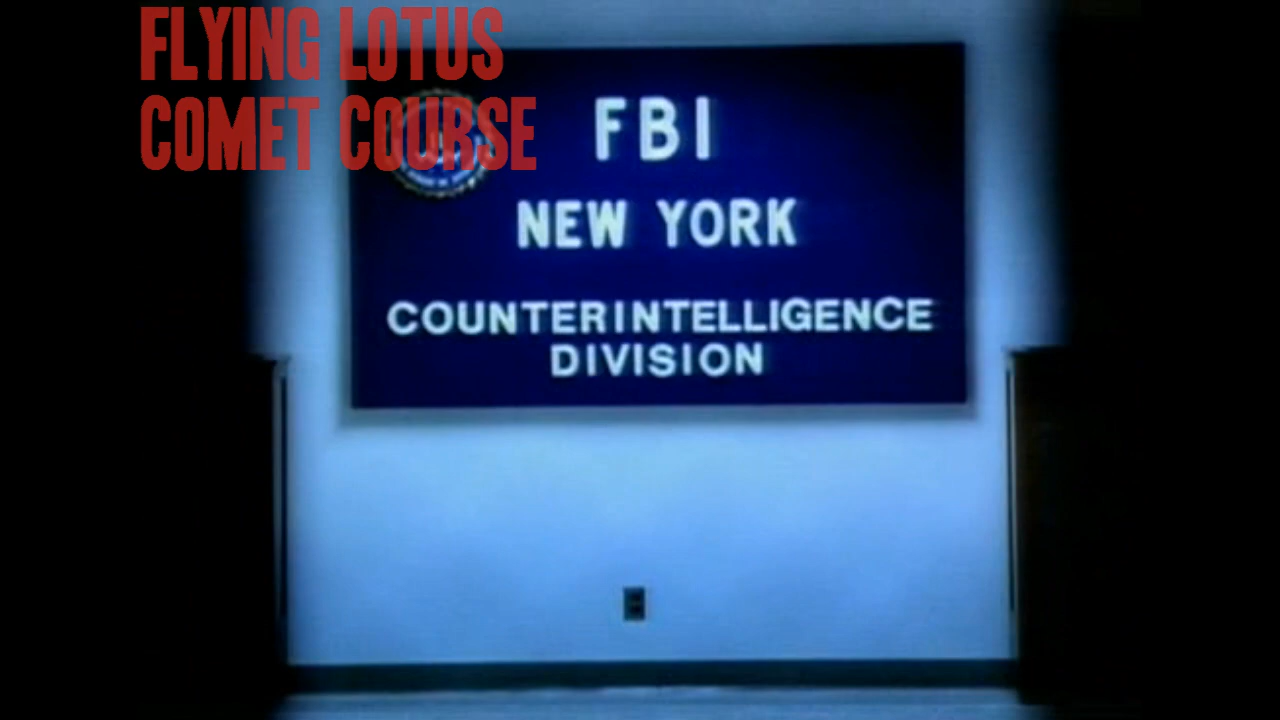 FLYING LOTUS
COMET COURSE
FBI
NEW YORK
COUNTERINTELLIGENCE
DIVISION